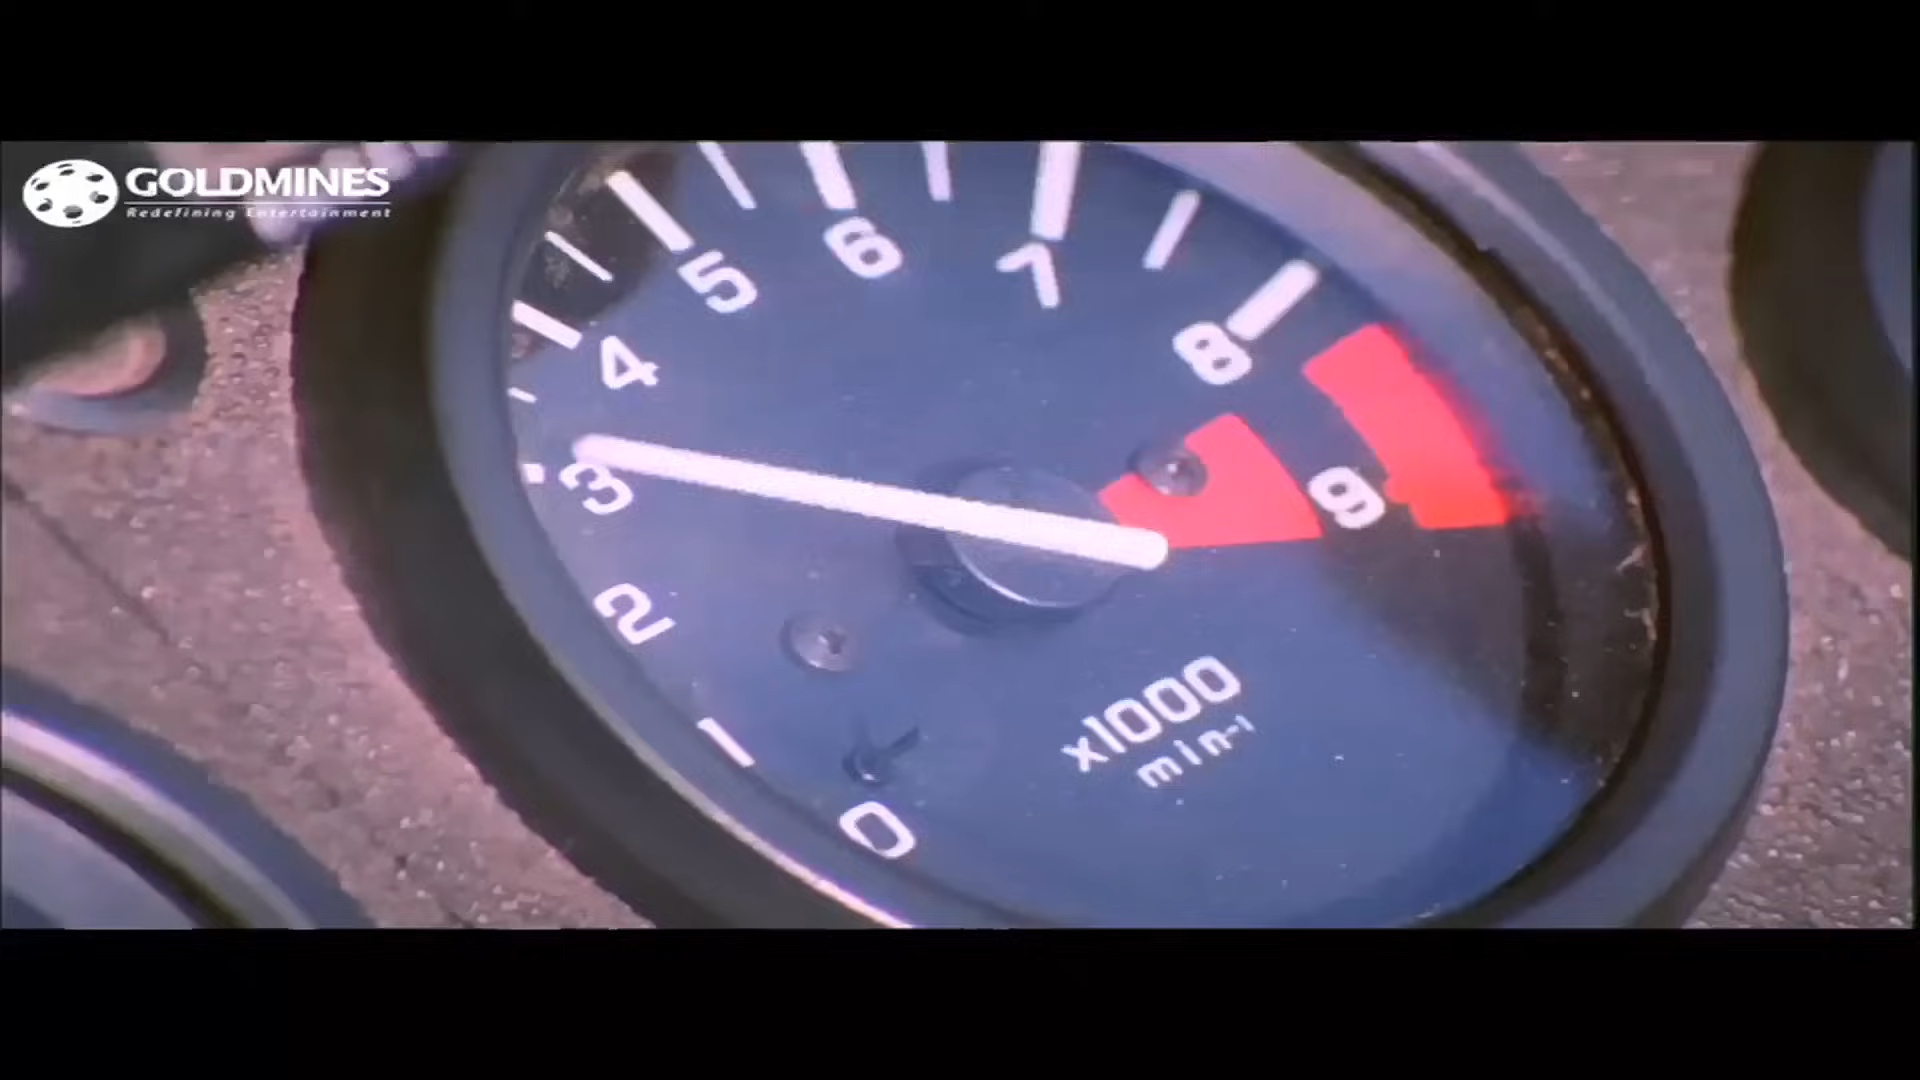 GOLDMINES
Redefining Entertainment
5
6
7
4
8
3
9
2
1
0
x1000
min-1